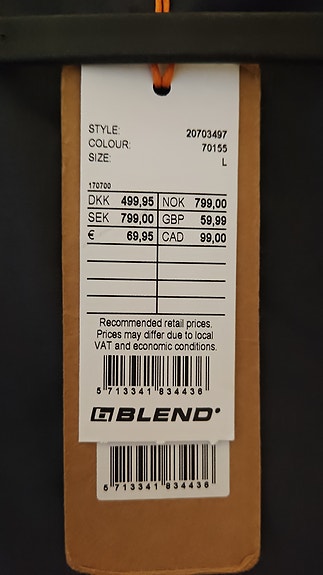 STYLE: 20703497
COLOUR: 70155
SIZE: L
170700
DKK 499,95 NOK 799,00
SEK 799,00 GBP 59,99
€ 69,95 CAD 99,00
Recommended retail prices.
Prices may differ due to local
VAT and economic conditions.
5 713341 834436
BLEND
5 713341 834436